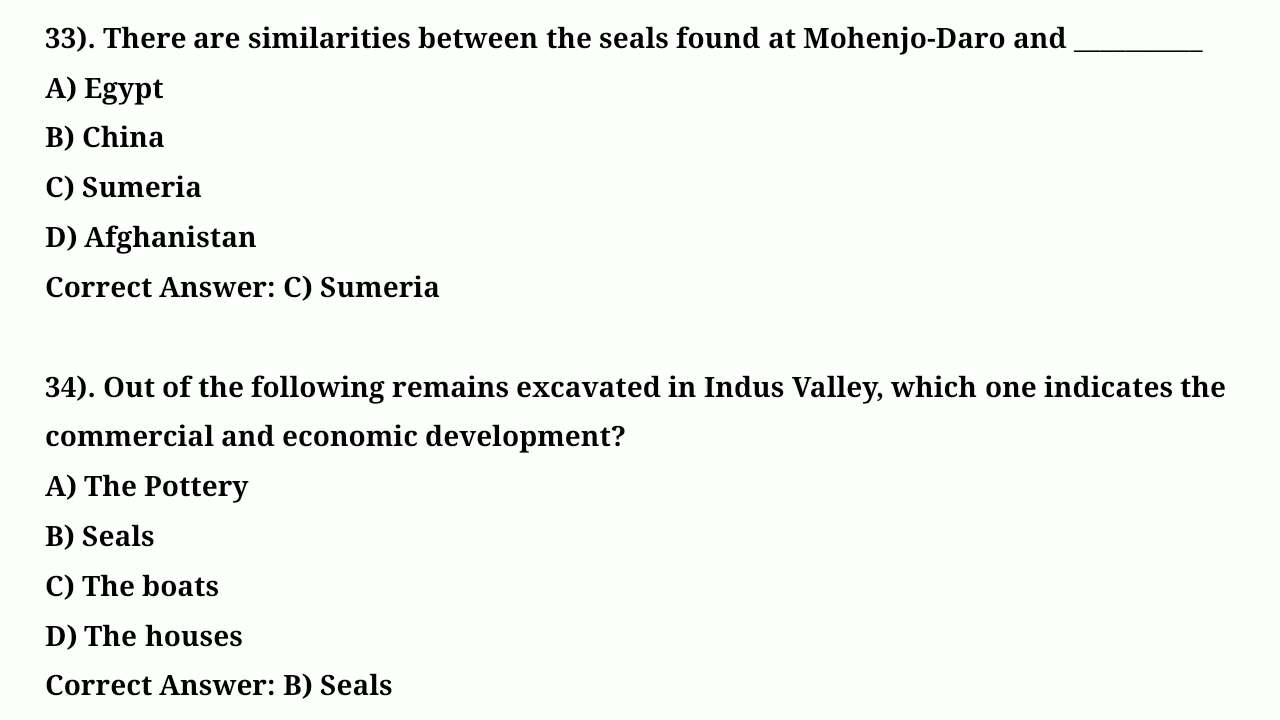 33). There are similarities between the seals found at Mohenjo-Daro and __________
A) Egypt
B) China
C) Sumeria
D) Afghanistan
Correct Answer: C) Sumeria
34). Out of the following remains excavated in Indus Valley, which one indicates the
commercial and economic development?
A) The Pottery
B) Seals
C) The boats
D) The houses
Correct Answer: B) Seals